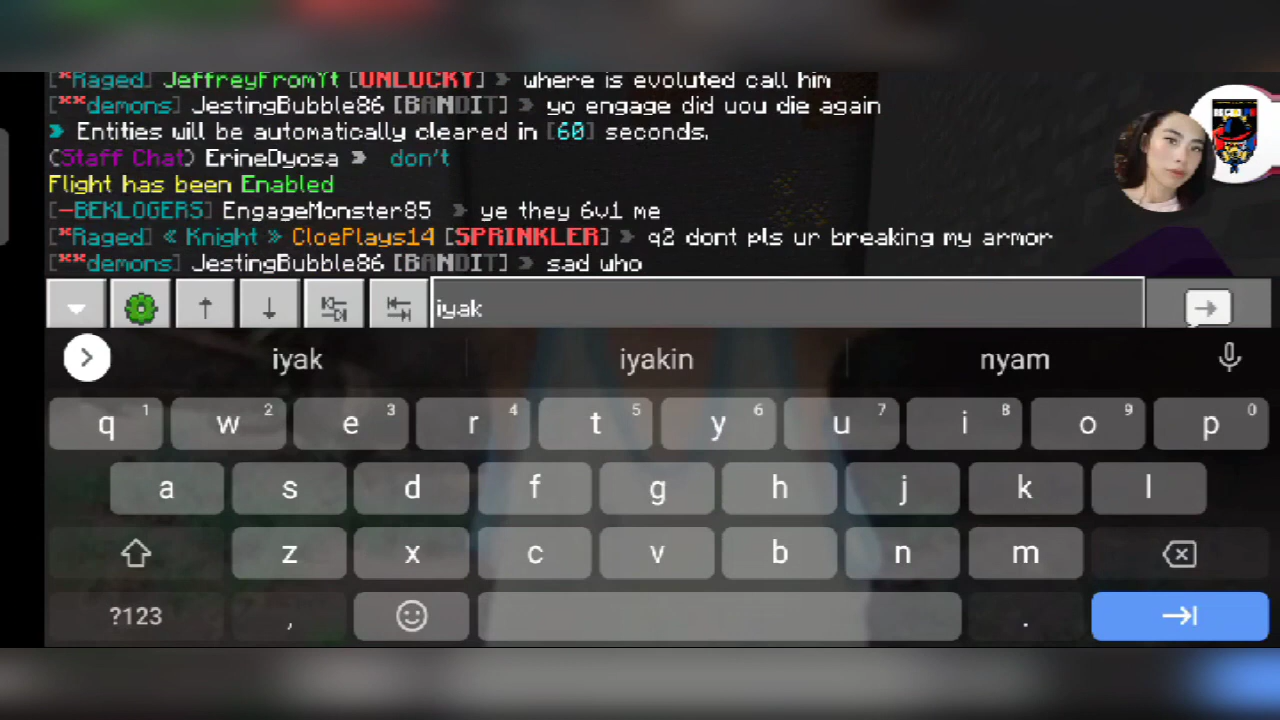 [*Raged] JeffreyFromYt [UNLUCKY] » where is evoluted call him
[**demons] JestingBubble86 [BANDIT] » yo engage did uou die again
» Entities will be automatically cleared in [60] seconds.
(Staff Chat) ErineDyosa » don't
Flight has been Enabled
[-BEKLOGERS] EngageMonster85 » ye they 6v1 me
[*Raged] « Knight » CloePlays14 [SPRINKLER] » q2 dont pls ur breaking my armor
[**demons] JestingBubble86 [BANDIT] » sad who
iyak
iyak iyakin nyam
q 1 w 2 e 3 r 4 t 5 y 6 u 7 i 8 o 9 p 0
a s d f g h j k l
z x c v b n m
?123 , .